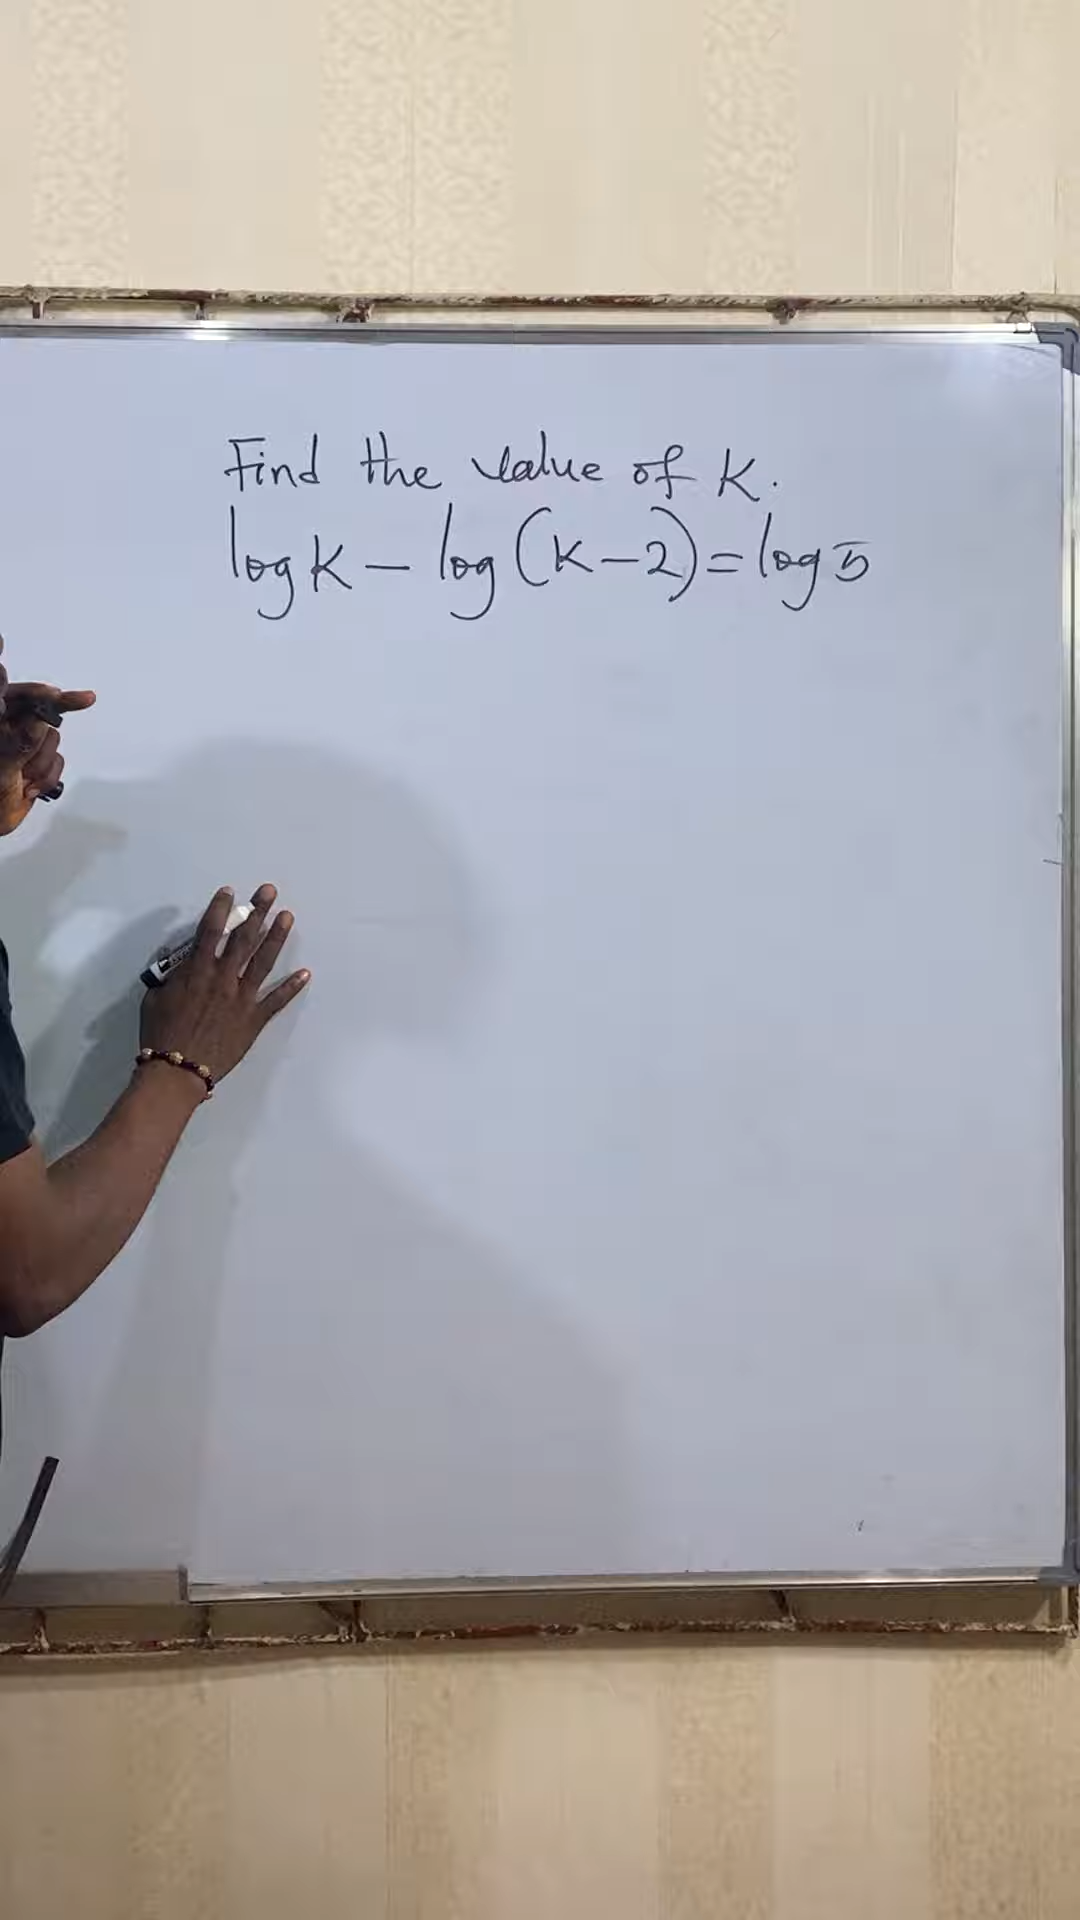 Find the value of K.
log K - log (K-2) = log 5